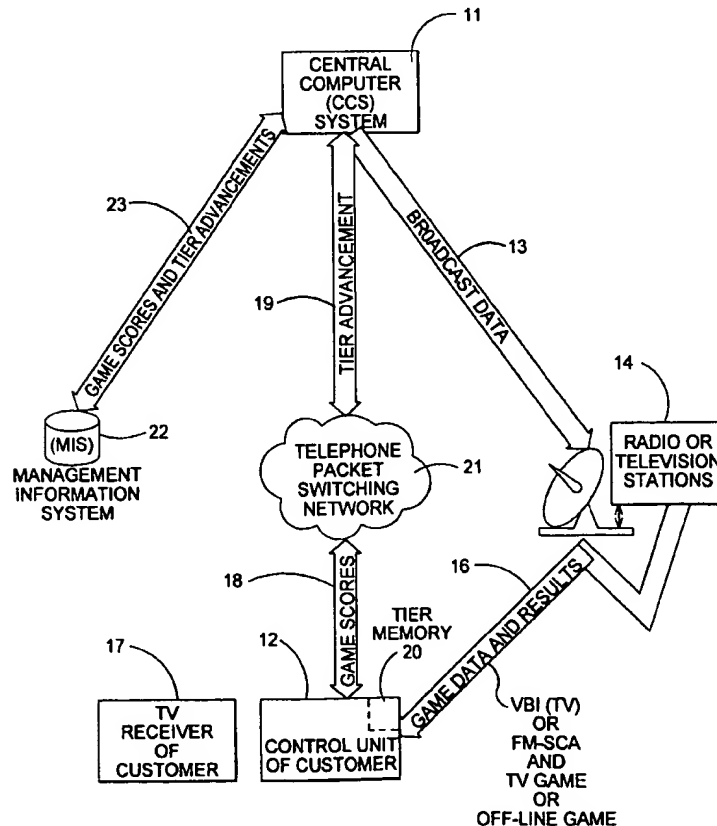 11
CENTRAL
COMPUTER
(CCS)
SYSTEM
23
GAME SCORES AND TIER ADVANCEMENTS
19
TIER ADVANCEMENT
BROADCAST DATA
13
14
RADIO OR
TELEVISION
STATIONS
(MIS)
22
MANAGEMENT
INFORMATION
SYSTEM
TELEPHONE
PACKET
SWITCHING
NETWORK
21
18
GAME SCORES
16
GAME DATA AND RESULTS
TIER
MEMORY
20
17
TV
RECEIVER
OF
CUSTOMER
12
CONTROL UNIT
OF CUSTOMER
VBI (TV)
OR
FM-SCA
AND
TV GAME
OR
OFF-LINE GAME